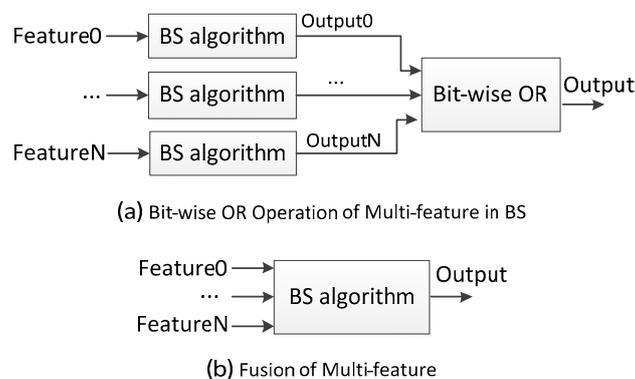 Feature0
BS algorithm
Output0
...
BS algorithm
...
Bit-wise OR
Output
FeatureN
BS algorithm
OutputN
(a) Bit-wise OR Operation of Multi-feature in BS
Feature0
...
FeatureN
BS algorithm
Output
(b) Fusion of Multi-feature